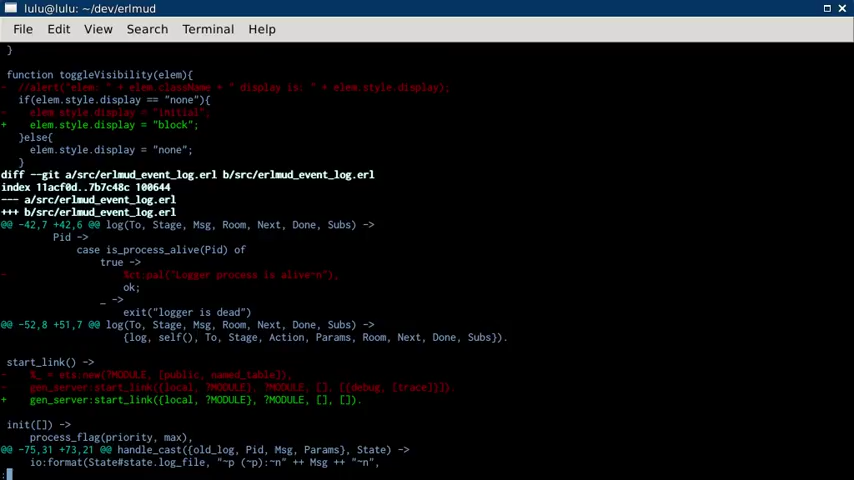 lulu@lulu: ~/dev/erlmud
File Edit View Search Terminal Help
}
function toggleVisibility(elem){
- //alert("elem: " + elem.className + " display is: " + elem.style.display);
if(elem.style.display == "none"){
- elem.style.display = "initial";
+ elem.style.display = "block";
}else{
elem.style.display = "none";
}
diff --git a/src/erlmud_event_log.erl b/src/erlmud_event_log.erl
index 11acf0d..7b7c48c 100644
--- a/src/erlmud_event_log.erl
+++ b/src/erlmud_event_log.erl
@@ -42,7 +42,6 @@ log(To, Stage, Msg, Room, Next, Done, Subs) ->
Pid ->
case is_process_alive(Pid) of
true ->
- %ct:pal("Logger process is alive~n"),
ok;
_ ->
exit("logger is dead")
@@ -52,8 +51,7 @@ log(To, Stage, Msg, Room, Next, Done, Subs) ->
{log, self(), To, Stage, Action, Params, Room, Next, Done, Subs}).
start_link() ->
- %_ = ets:new(?MODULE, [public, named_table]),
- gen_server:start_link({local, ?MODULE}, ?MODULE, [], [{debug, [trace]}]).
+ gen_server:start_link({local, ?MODULE}, ?MODULE, [], []).
init([]) ->
process_flag(priority, max),
@@ -75,31 +73,21 @@ handle_cast({old_log, Pid, Msg, Params}, State) ->
io:format(State#state.log_file, "~p (~p):~n" ++ Msg ++ "~n",
: